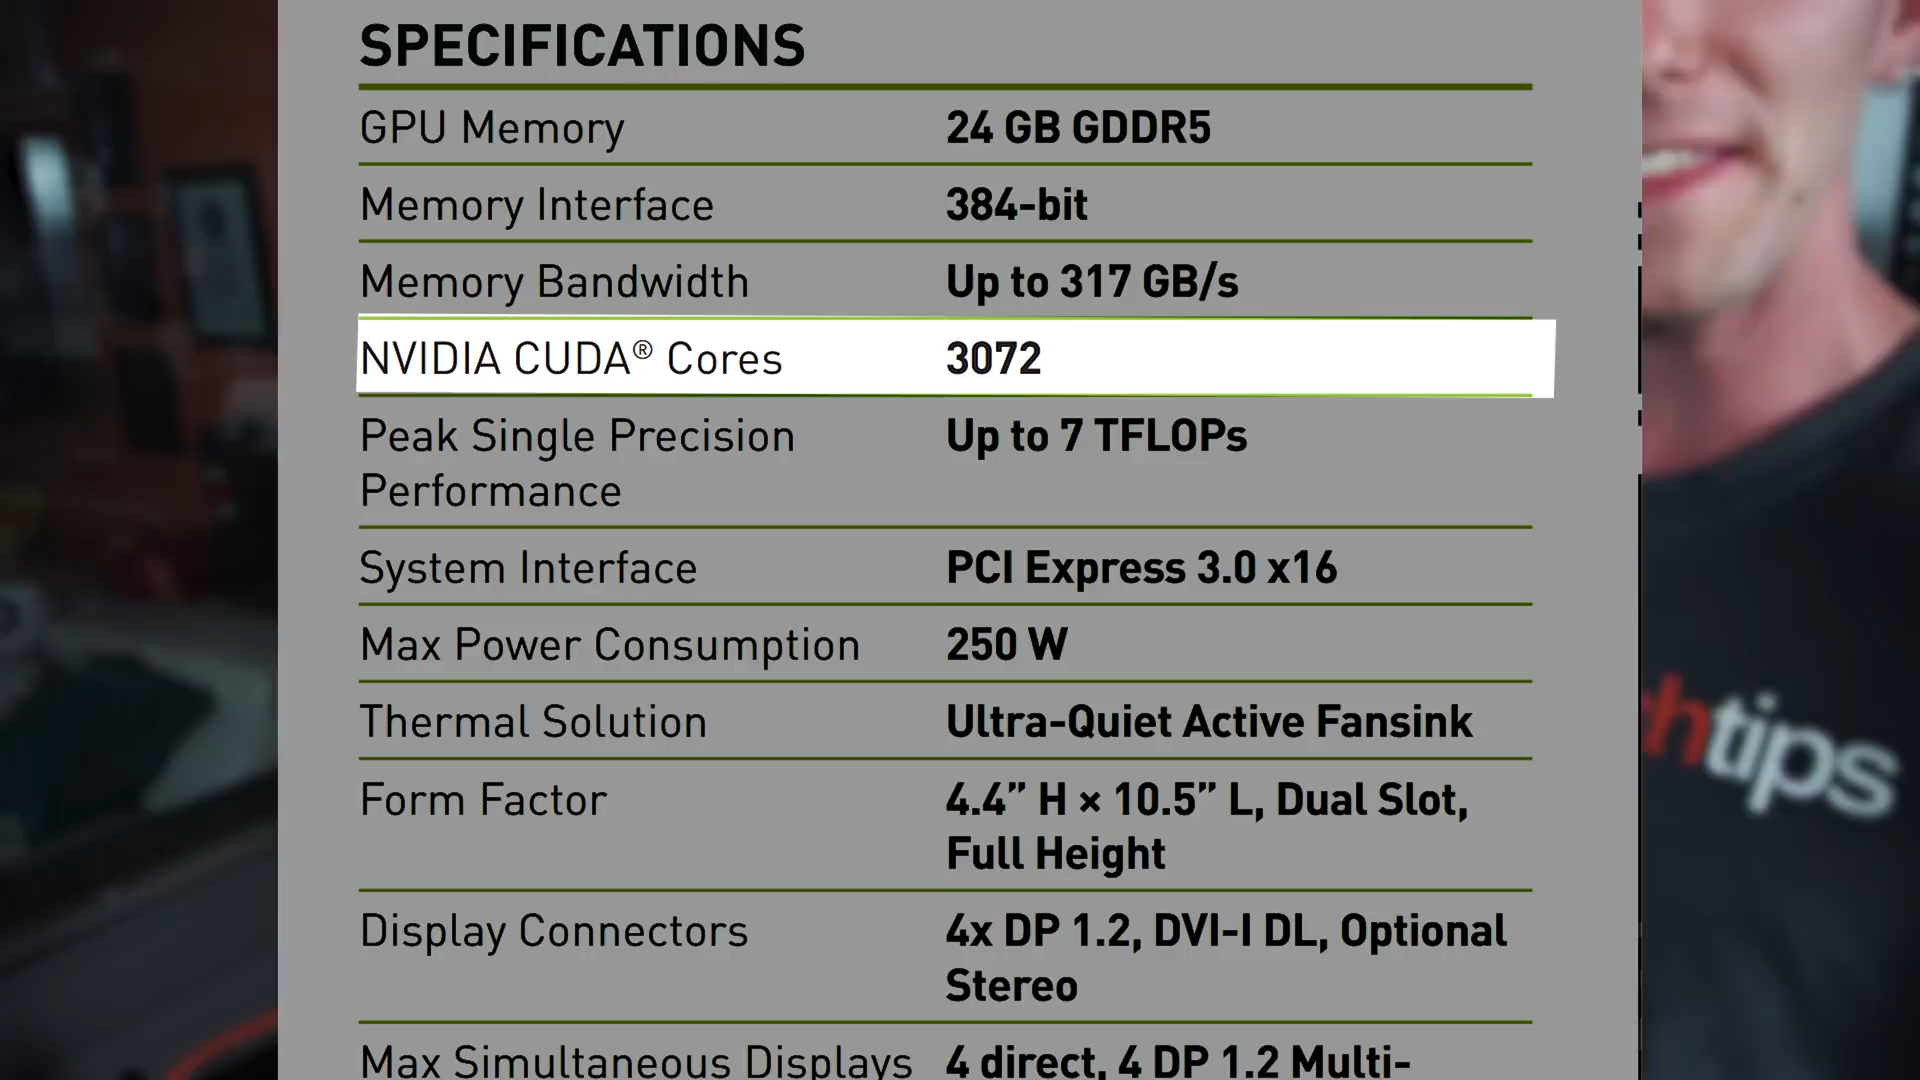 SPECIFICATIONS
GPU Memory 24 GB GDDR5
Memory Interface 384-bit
Memory Bandwidth Up to 317 GB/s
NVIDIA CUDA® Cores 3072
Peak Single Precision Up to 7 TFLOPs
Performance
System Interface PCI Express 3.0 x16
Max Power Consumption 250 W
Thermal Solution Ultra-Quiet Active Fansink
Form Factor 4.4” H × 10.5” L, Dual Slot,
Full Height
Display Connectors 4x DP 1.2, DVI-I DL, Optional
Stereo
Max Simultaneous Displays 4 direct, 4 DP 1.2 Multi-
htips